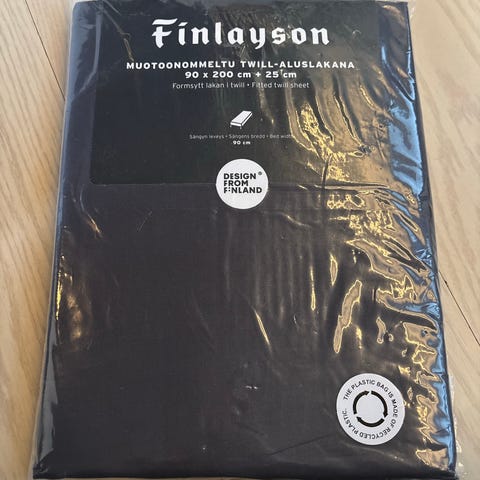 Finlayson
MUOTOONOMMELTU TWILL-ALUSLAKANA
90 x 200 cm + 25 cm
Formsytt lakan i twill • Fitted twill sheet
Sängyn leveys • Sängens bredd • Bed width
90 cm
DESIGN®
FROM
FINLAND
THE PLASTIC BAG IS MADE OF RECYCLED PLASTIC.